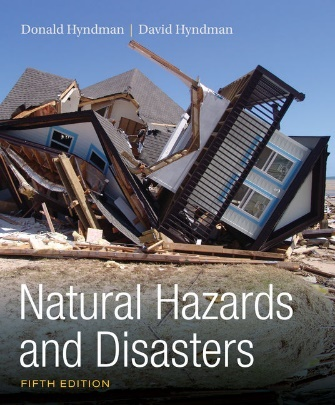 Donald Hyndman | David Hyndman
Natural Hazards
and Disasters
FIFTH EDITION